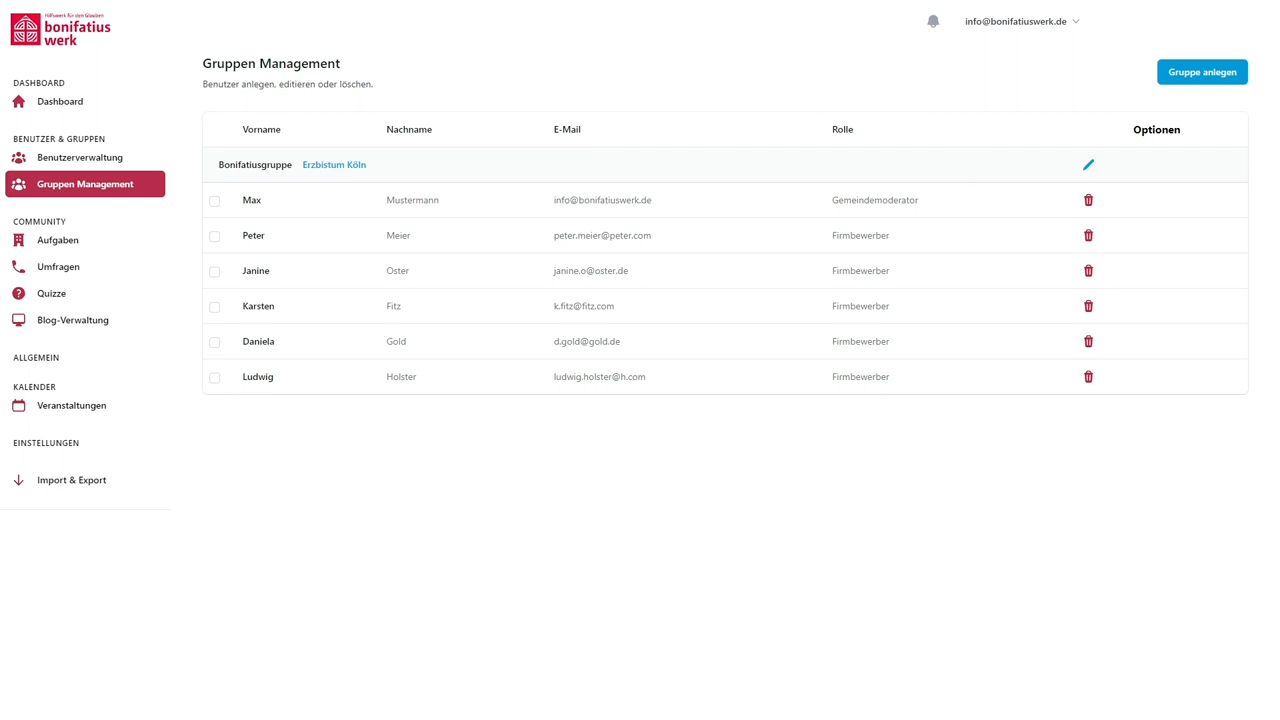 Hilfswerk für den Glauben
bonifatius
werk
info@bonifatiuswerk.de
Gruppen Management
Benutzer anlegen, editieren oder löschen.
Gruppe anlegen
DASHBOARD
Dashboard
BENUTZER & GRUPPEN
Benutzerverwaltung
Gruppen Management
COMMUNITY
Aufgaben
Umfragen
Quizze
Blog-Verwaltung
ALLGEMEIN
KALENDER
Veranstaltungen
EINSTELLUNGEN
Import & Export
Vorname Nachname E-Mail Rolle Optionen
Bonifatiusgruppe Erzbistum Köln
Max Mustermann info@bonifatiuswerk.de Gemeindemoderator
Peter Meier peter.meier@peter.com Firmbewerber
Janine Oster janine.o@oster.de Firmbewerber
Karsten Fitz k.fitz@fitz.com Firmbewerber
Daniela Gold d.gold@gold.de Firmbewerber
Ludwig Holster ludwig.holster@h.com Firmbewerber